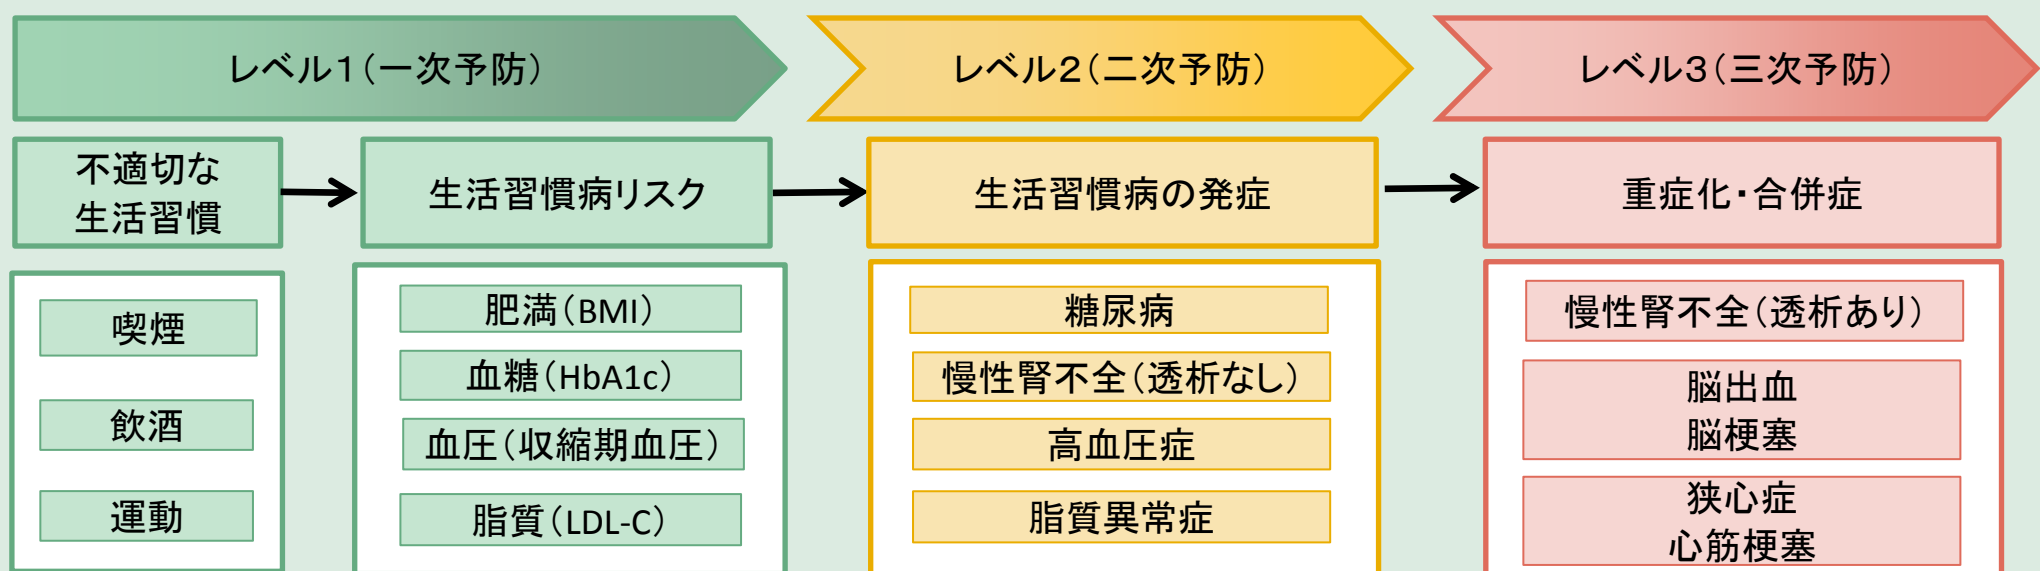 レベル1(一次予防)
レベル2(二次予防)
レベル3(三次予防)
不適切な
生活習慣
生活習慣病リスク
生活習慣病の発症
重症化・合併症
喫煙
飲酒
運動
肥満(BMI)
血糖(HbA1c)
血圧(収縮期血圧)
脂質(LDL-C)
糖尿病
慢性腎不全(透析なし)
高血圧症
脂質異常症
慢性腎不全(透析あり)
脳出血
脳梗塞
狭心症
心筋梗塞